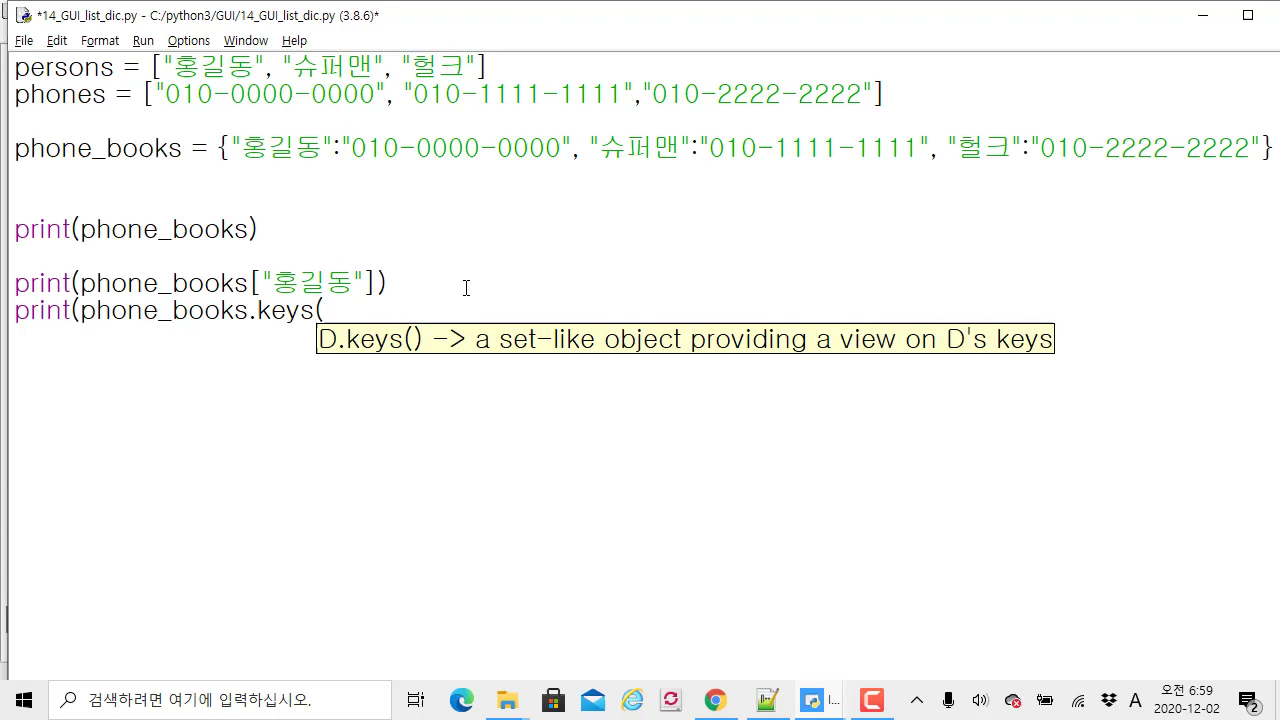 *14_GUI_list_dic.py - C:/python3/GUI/14_GUI_list_dic.py (3.8.6)*
File Edit Format Run Options Window Help
persons = ["홍길동", "슈퍼맨", "헐크"]
phones = ["010-0000-0000", "010-1111-1111","010-2222-2222"]
phone_books = {"홍길동":"010-0000-0000", "슈퍼맨":"010-1111-1111", "헐크":"010-2222-2222"}
print(phone_books)
print(phone_books["홍길동"])
print(phone_books.keys(
D.keys() -> a set-like object providing a view on D's keys
검색하려면 여기에 입력하십시오.
I...
A
오전 6:59
2020-12-02
2